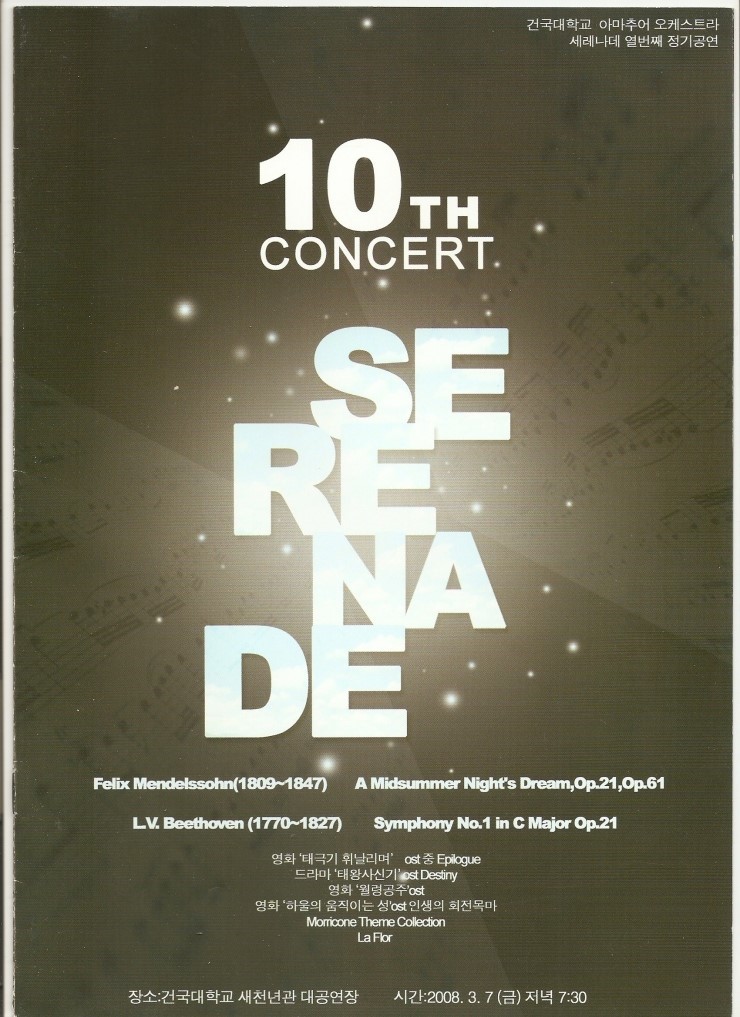 건국대학교 아마추어 오케스트라
세레나데 열번째 정기공연
10TH
CONCERT
SE
RE
NA
DE
Felix Mendelssohn(1809~1847) A Midsummer Night's Dream,Op.21,Op.61
L.V. Beethoven (1770~1827) Symphony No.1 in C Major Op.21
영화 '태극기 휘날리며' ost 중 Epilogue
드라마 '태왕사신기'ost Destiny
영화 '월령공주'ost
영화 '하울의 움직이는 성'ost 인생의 회전목마
Morricone Theme Collection
La Flor
장소:건국대학교 새천년관 대공연장 시간:2008. 3. 7 (금) 저녁 7:30